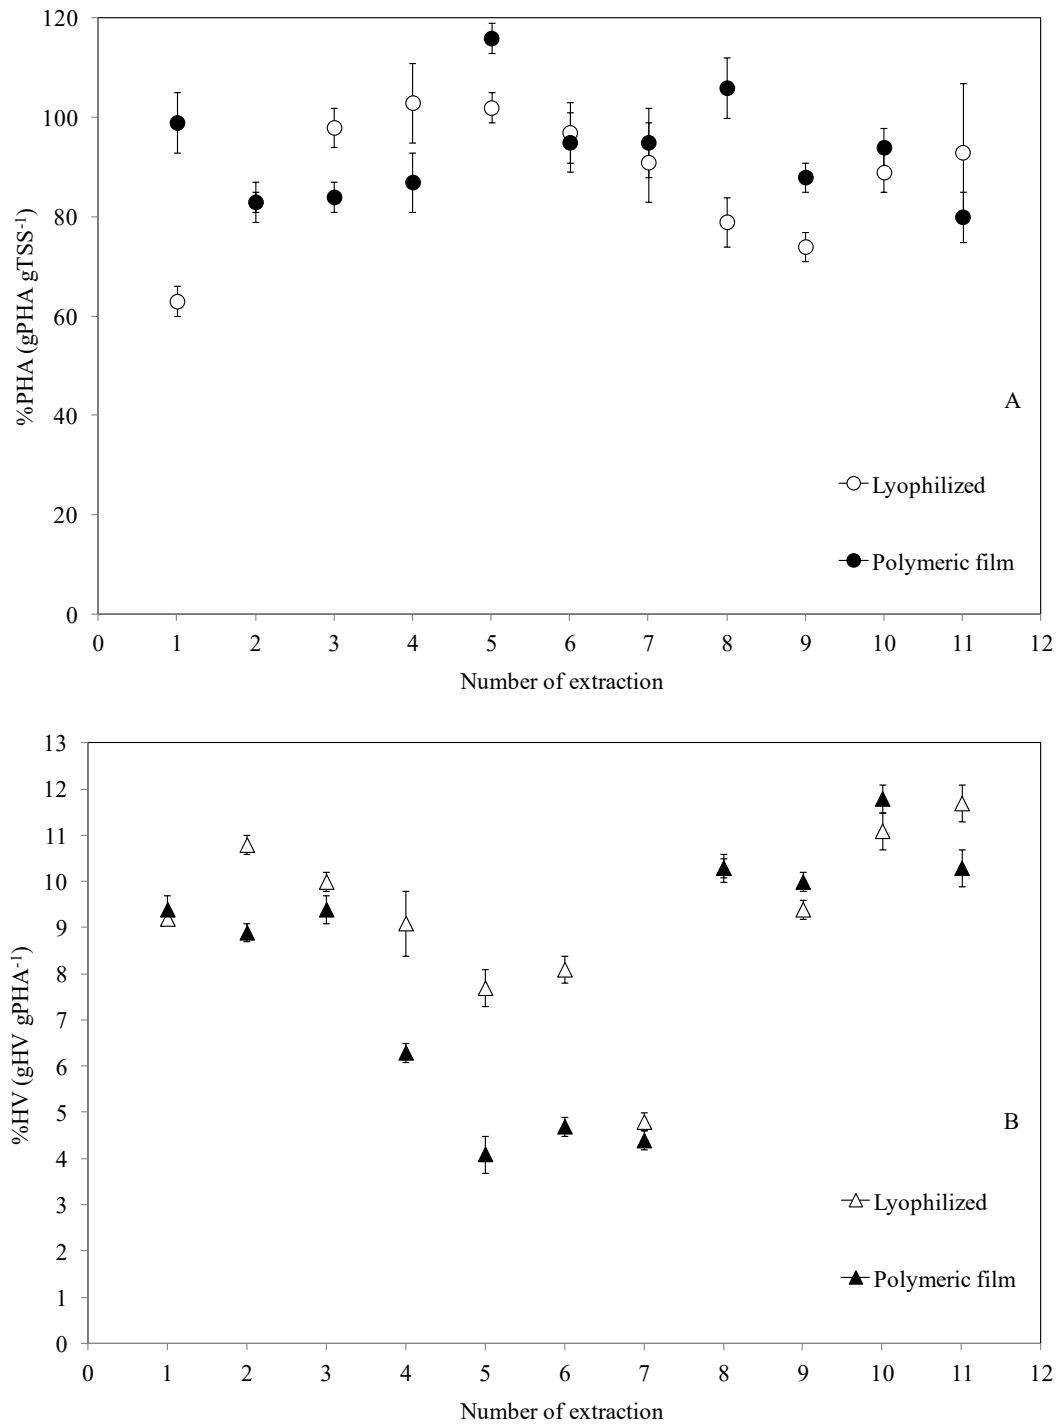 120
100
80
60
40
20
0
%PHA (gPHA gTSS⁻¹)
A
Lyophilized
Polymeric film
0 1 2 3 4 5 6 7 8 9 10 11 12
Number of extraction
13
12
11
10
9
8
7
6
5
4
3
2
1
0
%HV (gHV gPHA⁻¹)
B
Lyophilized
Polymeric film
0 1 2 3 4 5 6 7 8 9 10 11 12
Number of extraction